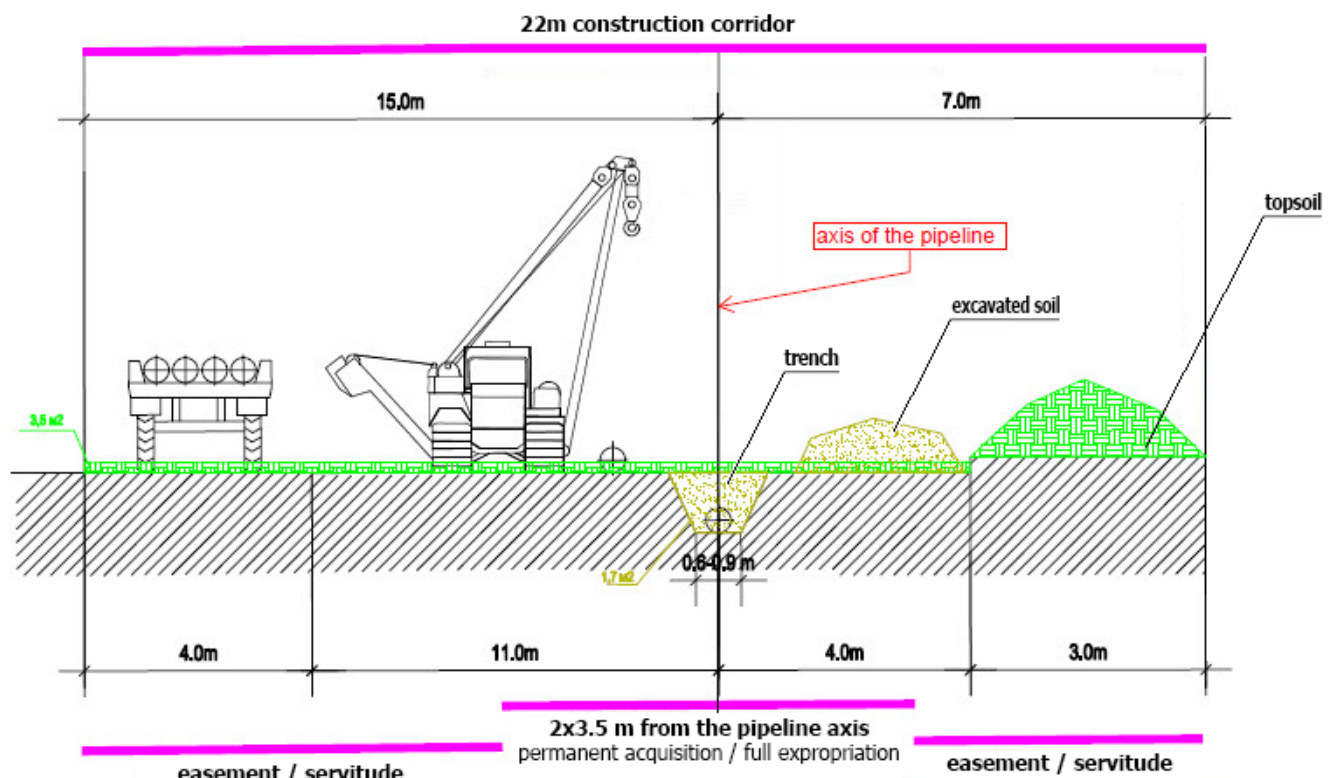 22m construction corridor
15.0m
7.0m
topsoil
axis of the pipeline
excavated soil
trench
3,5 м2
0.6-0.9 m
1,7 м2
4.0m
11.0m
4.0m
3.0m
2x3.5 m from the pipeline axis
permanent acquisition / full expropriation
easement / servitude
easement / servitude